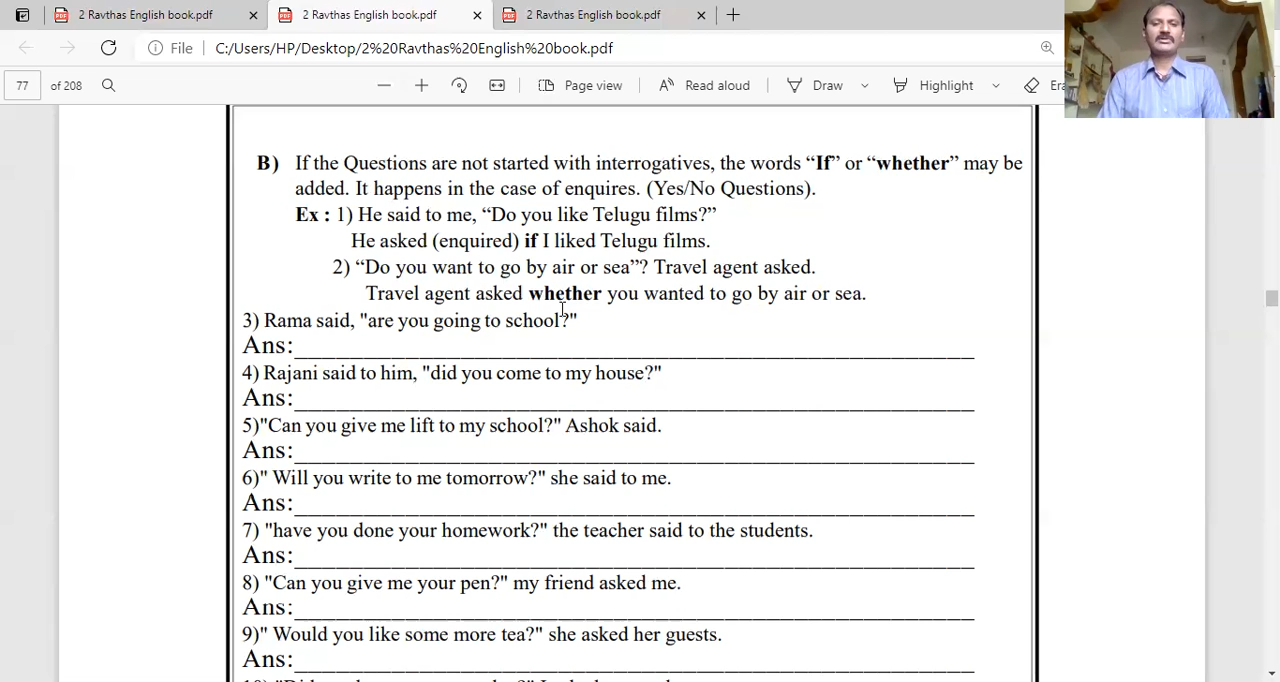 2 Ravthas English book.pdf
2 Ravthas English book.pdf
2 Ravthas English book.pdf
File C:/Users/HP/Desktop/2%20Ravthas%20English%20book.pdf
77 of 208 Page view Read aloud Draw Highlight
B) If the Questions are not started with interrogatives, the words “If” or “whether” may be
added. It happens in the case of enquires. (Yes/No Questions).
Ex : 1) He said to me, “Do you like Telugu films?”
He asked (enquired) if I liked Telugu films.
2) “Do you want to go by air or sea”? Travel agent asked.
Travel agent asked whether you wanted to go by air or sea.
3) Rama said, "are you going to school?"
Ans:
4) Rajani said to him, "did you come to my house?"
Ans:
5)"Can you give me lift to my school?" Ashok said.
Ans:
6)" Will you write to me tomorrow?" she said to me.
Ans:
7) "have you done your homework?" the teacher said to the students.
Ans:
8) "Can you give me your pen?" my friend asked me.
Ans:
9)" Would you like some more tea?" she asked her guests.
Ans: